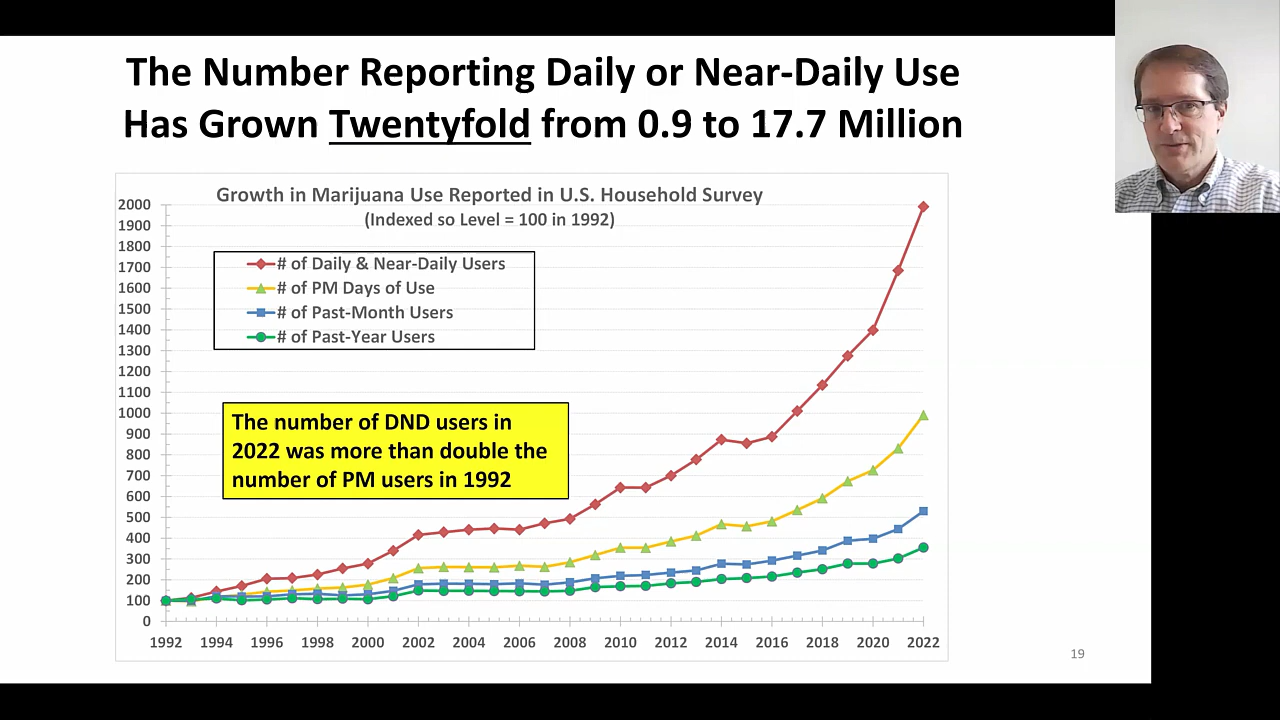 The Number Reporting Daily or Near-Daily Use
Has Grown Twentyfold from 0.9 to 17.7 Million
Growth in Marijuana Use Reported in U.S. Household Survey
(Indexed so Level = 100 in 1992)
2000
1900
1800
1700
1600
1500
1400
1300
1200
1100
1000
900
800
700
600
500
400
300
200
100
0
# of Daily & Near-Daily Users
# of PM Days of Use
# of Past-Month Users
# of Past-Year Users
The number of DND users in
2022 was more than double the
number of PM users in 1992
1992 1994 1996 1998 2000 2002 2004 2006 2008 2010 2012 2014 2016 2018 2020 2022
19